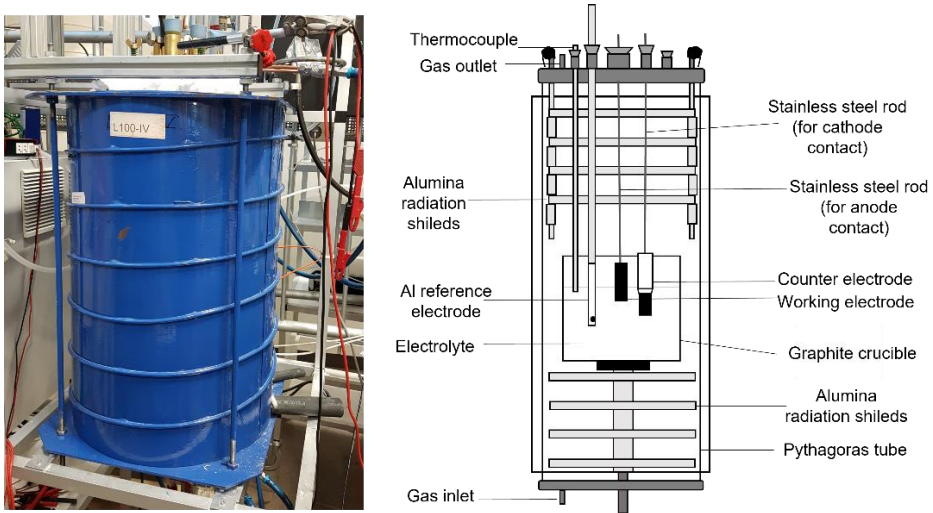 L100-IV
Thermocouple
Gas outlet
Stainless steel rod
(for cathode
contact)
Alumina
radiation
shileds
Stainless steel rod
(for anode
contact)
Al reference
electrode
Counter electrode
Working electrode
Electrolyte
Graphite crucible
Alumina
radiation shileds
Pythagoras tube
Gas inlet